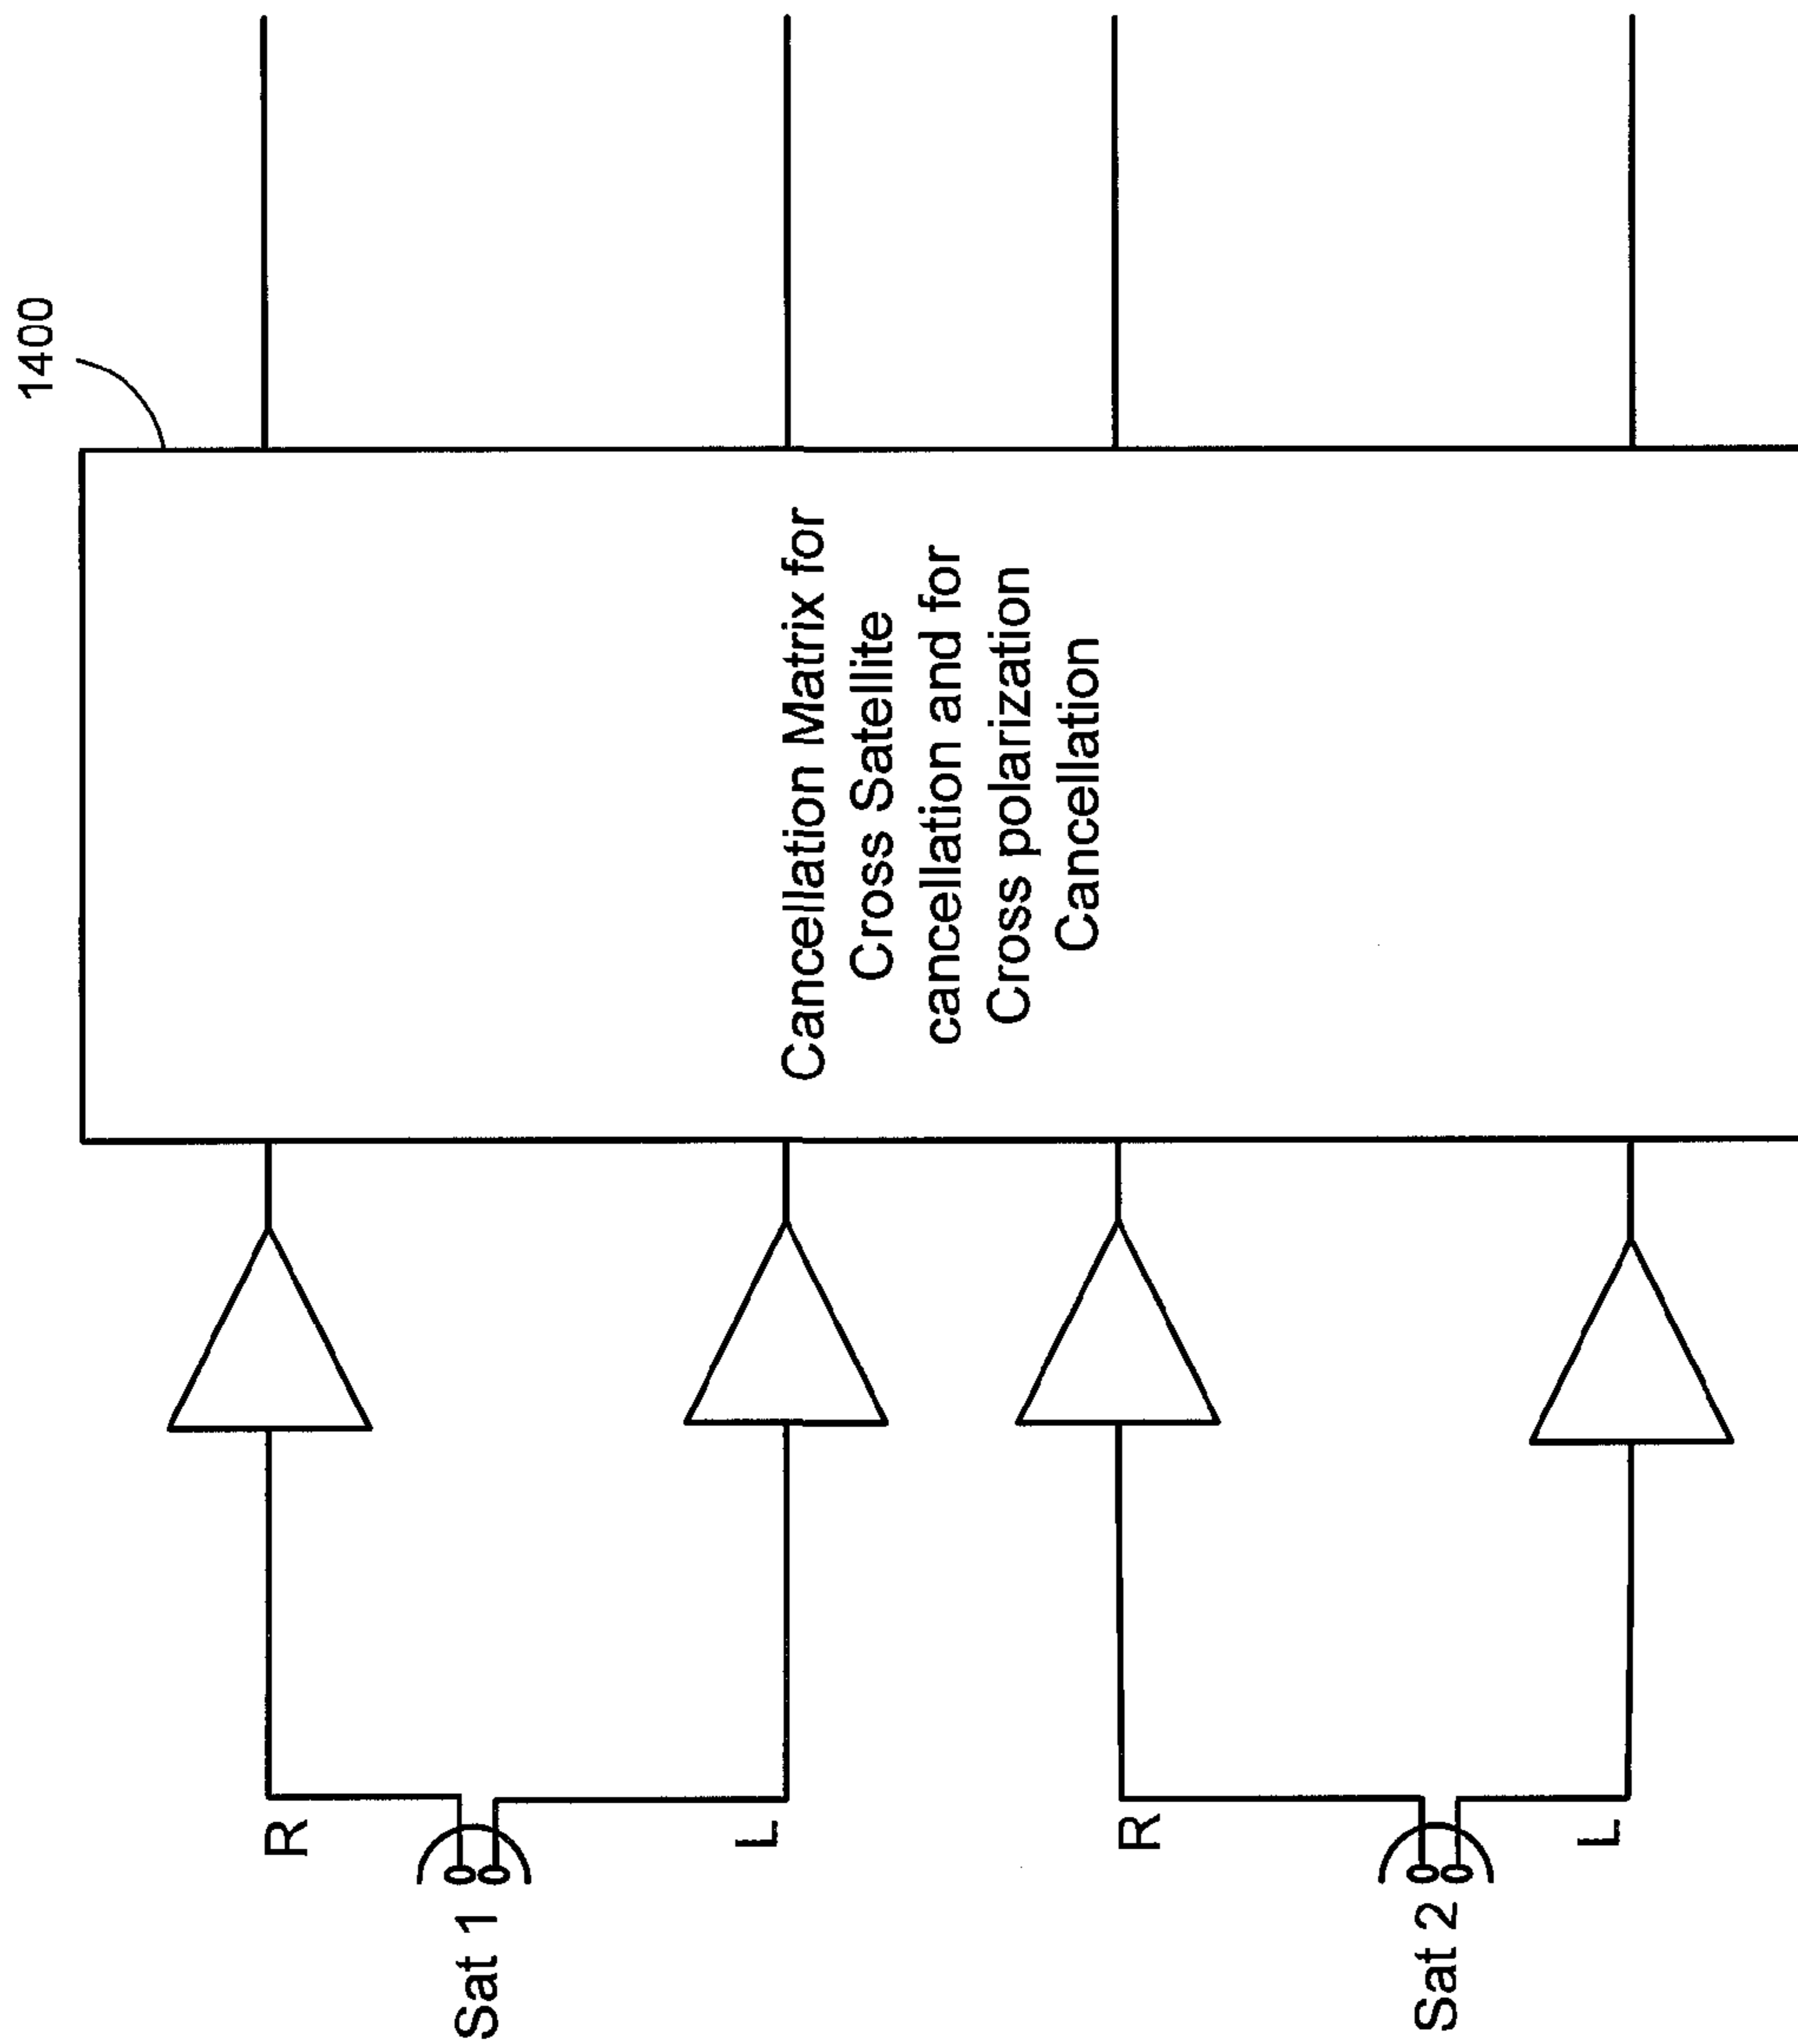 1400
Cancellation Matrix for
Cross Satellite
cancellation and for
Cross polarization
Cancellation
R
Sat 1
L
R
Sat 2
L